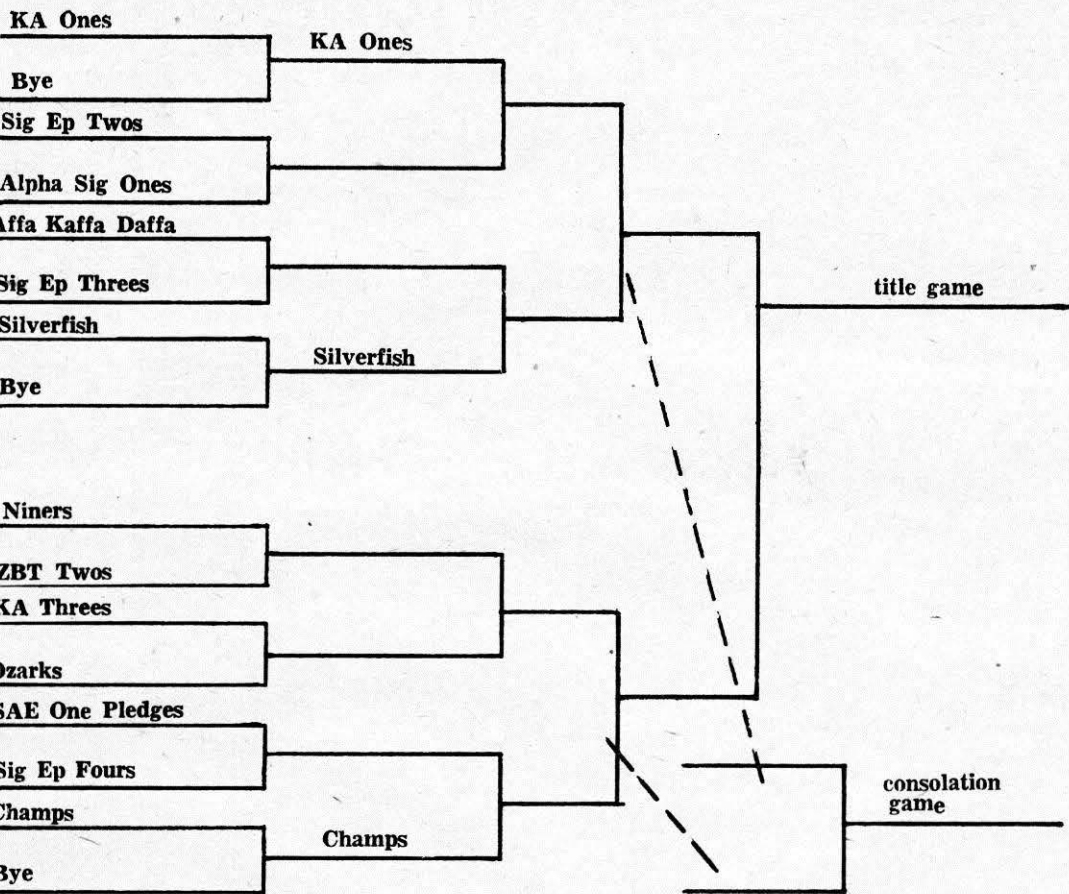 KA Ones
Bye
Sig Ep Twos
Alpha Sig Ones
Affa Kaffa Daffa
Sig Ep Threes
Silverfish
Bye
KA Ones
Silverfish
title game
Niners
ZBT Twos
KA Threes
Ozarks
SAE One Pledges
Sig Ep Fours
Champs
Bye
Champs
consolation
game